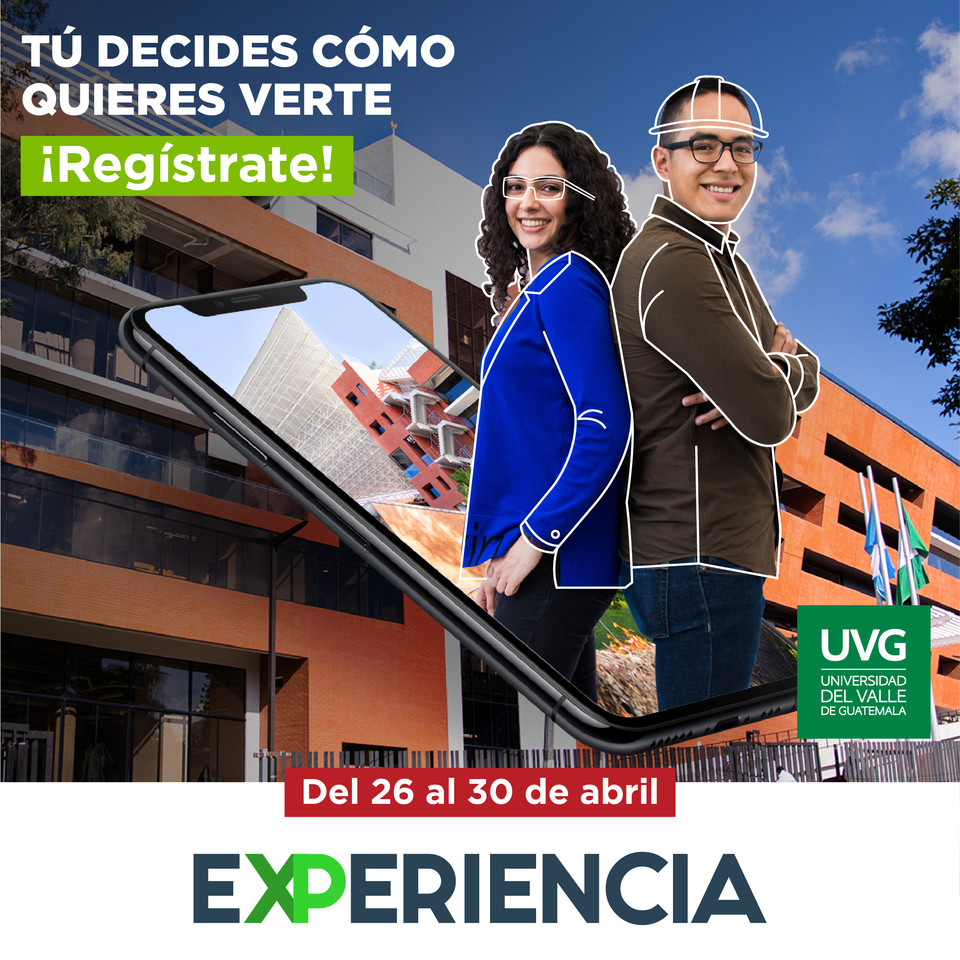 TÚ DECIDES CÓMO
QUIERES VERTE
¡Regístrate!
in
UVG
UNIVERSIDAD
DEL VALLE
DE GUATEMALA
Del 26 al 30 de abril
EXPERIENCIA